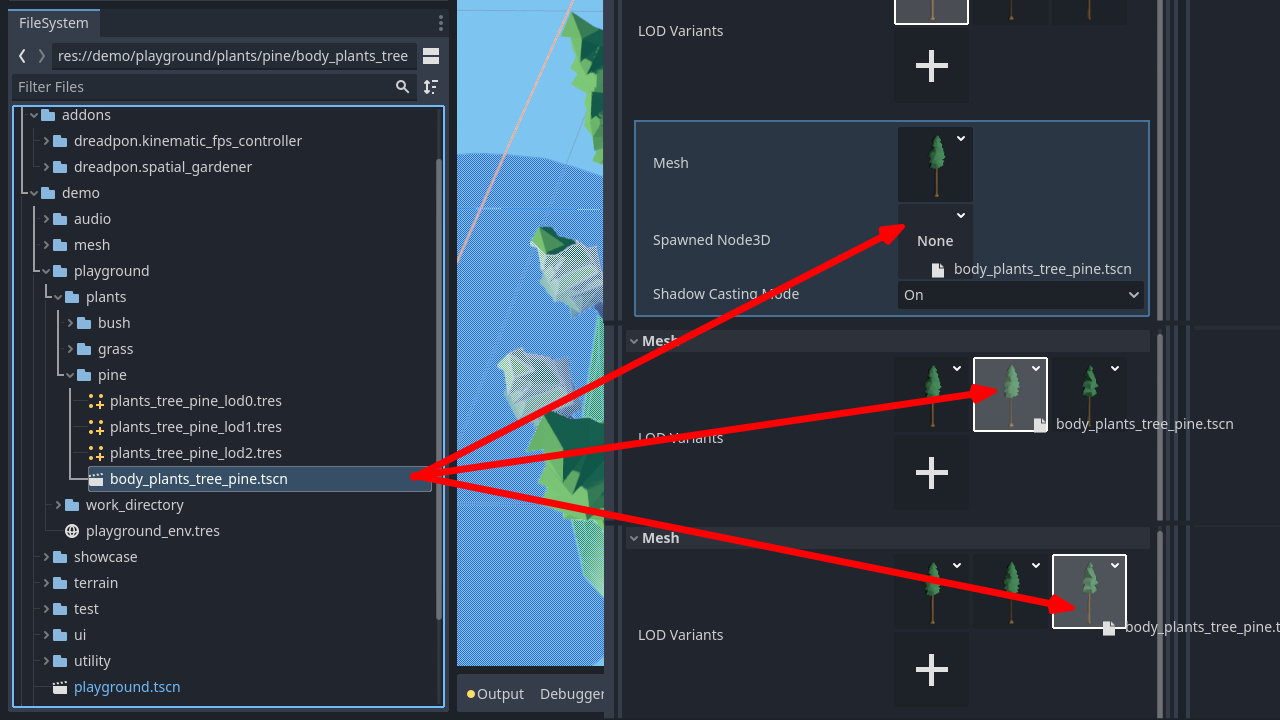 FileSystem
res://demo/playground/plants/pine/body_plants_tree
Filter Files
addons
dreadpon.kinematic_fps_controller
dreadpon.spatial_gardener
demo
audio
mesh
playground
plants
bush
grass
pine
plants_tree_pine_lod0.tres
plants_tree_pine_lod1.tres
plants_tree_pine_lod2.tres
body_plants_tree_pine.tscn
work_directory
playground_env.tres
showcase
terrain
test
ui
utility
playground.tscn
Output Debugger
LOD Variants
Mesh
Spawned Node3D
None
body_plants_tree_pine.tscn
Shadow Casting Mode
On
Mesh
LOD Variants
body_plants_tree_pine.tscn
Mesh
LOD Variants
body_plants_tree_pine.t